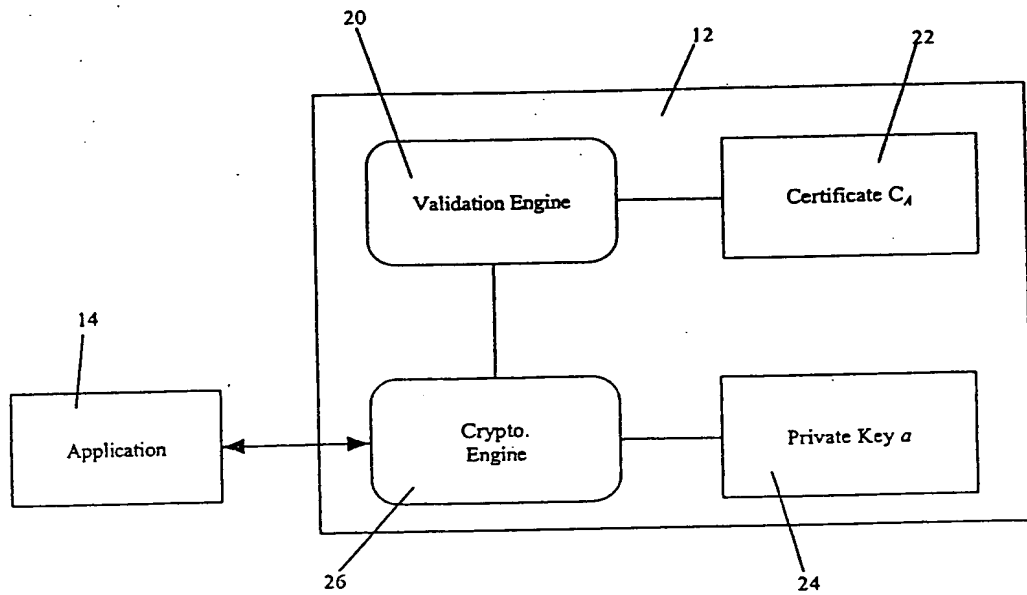 20
12
22
Validation Engine
Certificate C_A
14
Application
Crypto.
Engine
Private Key a
26
24